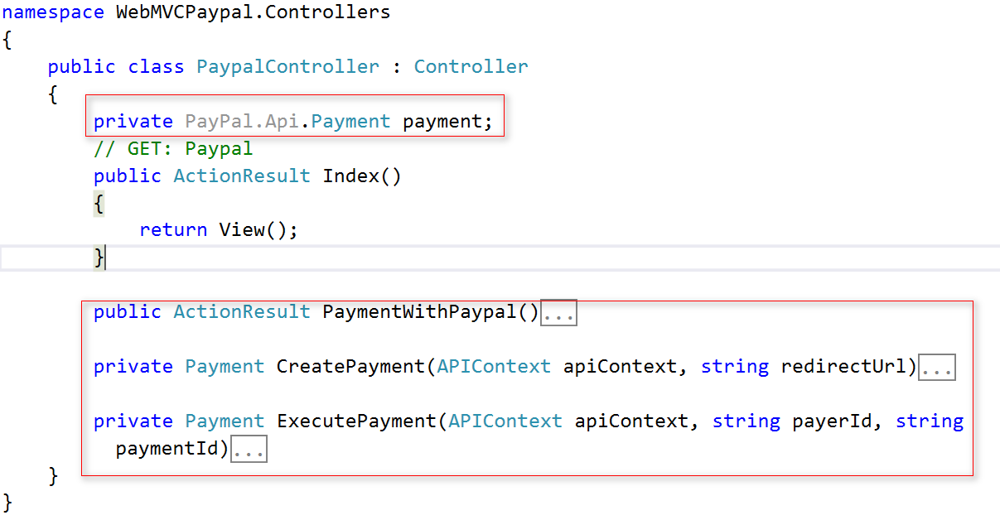 namespace WebMVCPaypal.Controllers
{
public class PaypalController : Controller
{
private PayPal.Api.Payment payment;
// GET: Paypal
public ActionResult Index()
{
return View();
}
public ActionResult PaymentWithPaypal()...
private Payment CreatePayment(APIContext apiContext, string redirectUrl)...
private Payment ExecutePayment(APIContext apiContext, string payerId, string
paymentId)...
}
}